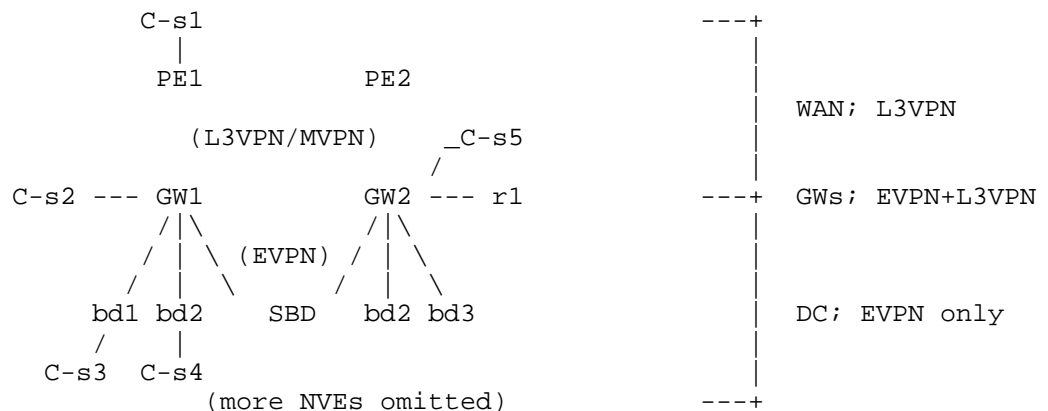 C-s1
PE1 PE2
WAN; L3VPN
(L3VPN/MVPN) _C-s5
C-s2 --- GW1 GW2 --- r1 GWs; EVPN+L3VPN
(EVPN)
bd1 bd2 SBD bd2 bd3 DC; EVPN only
C-s3 C-s4
(more NVEs omitted)